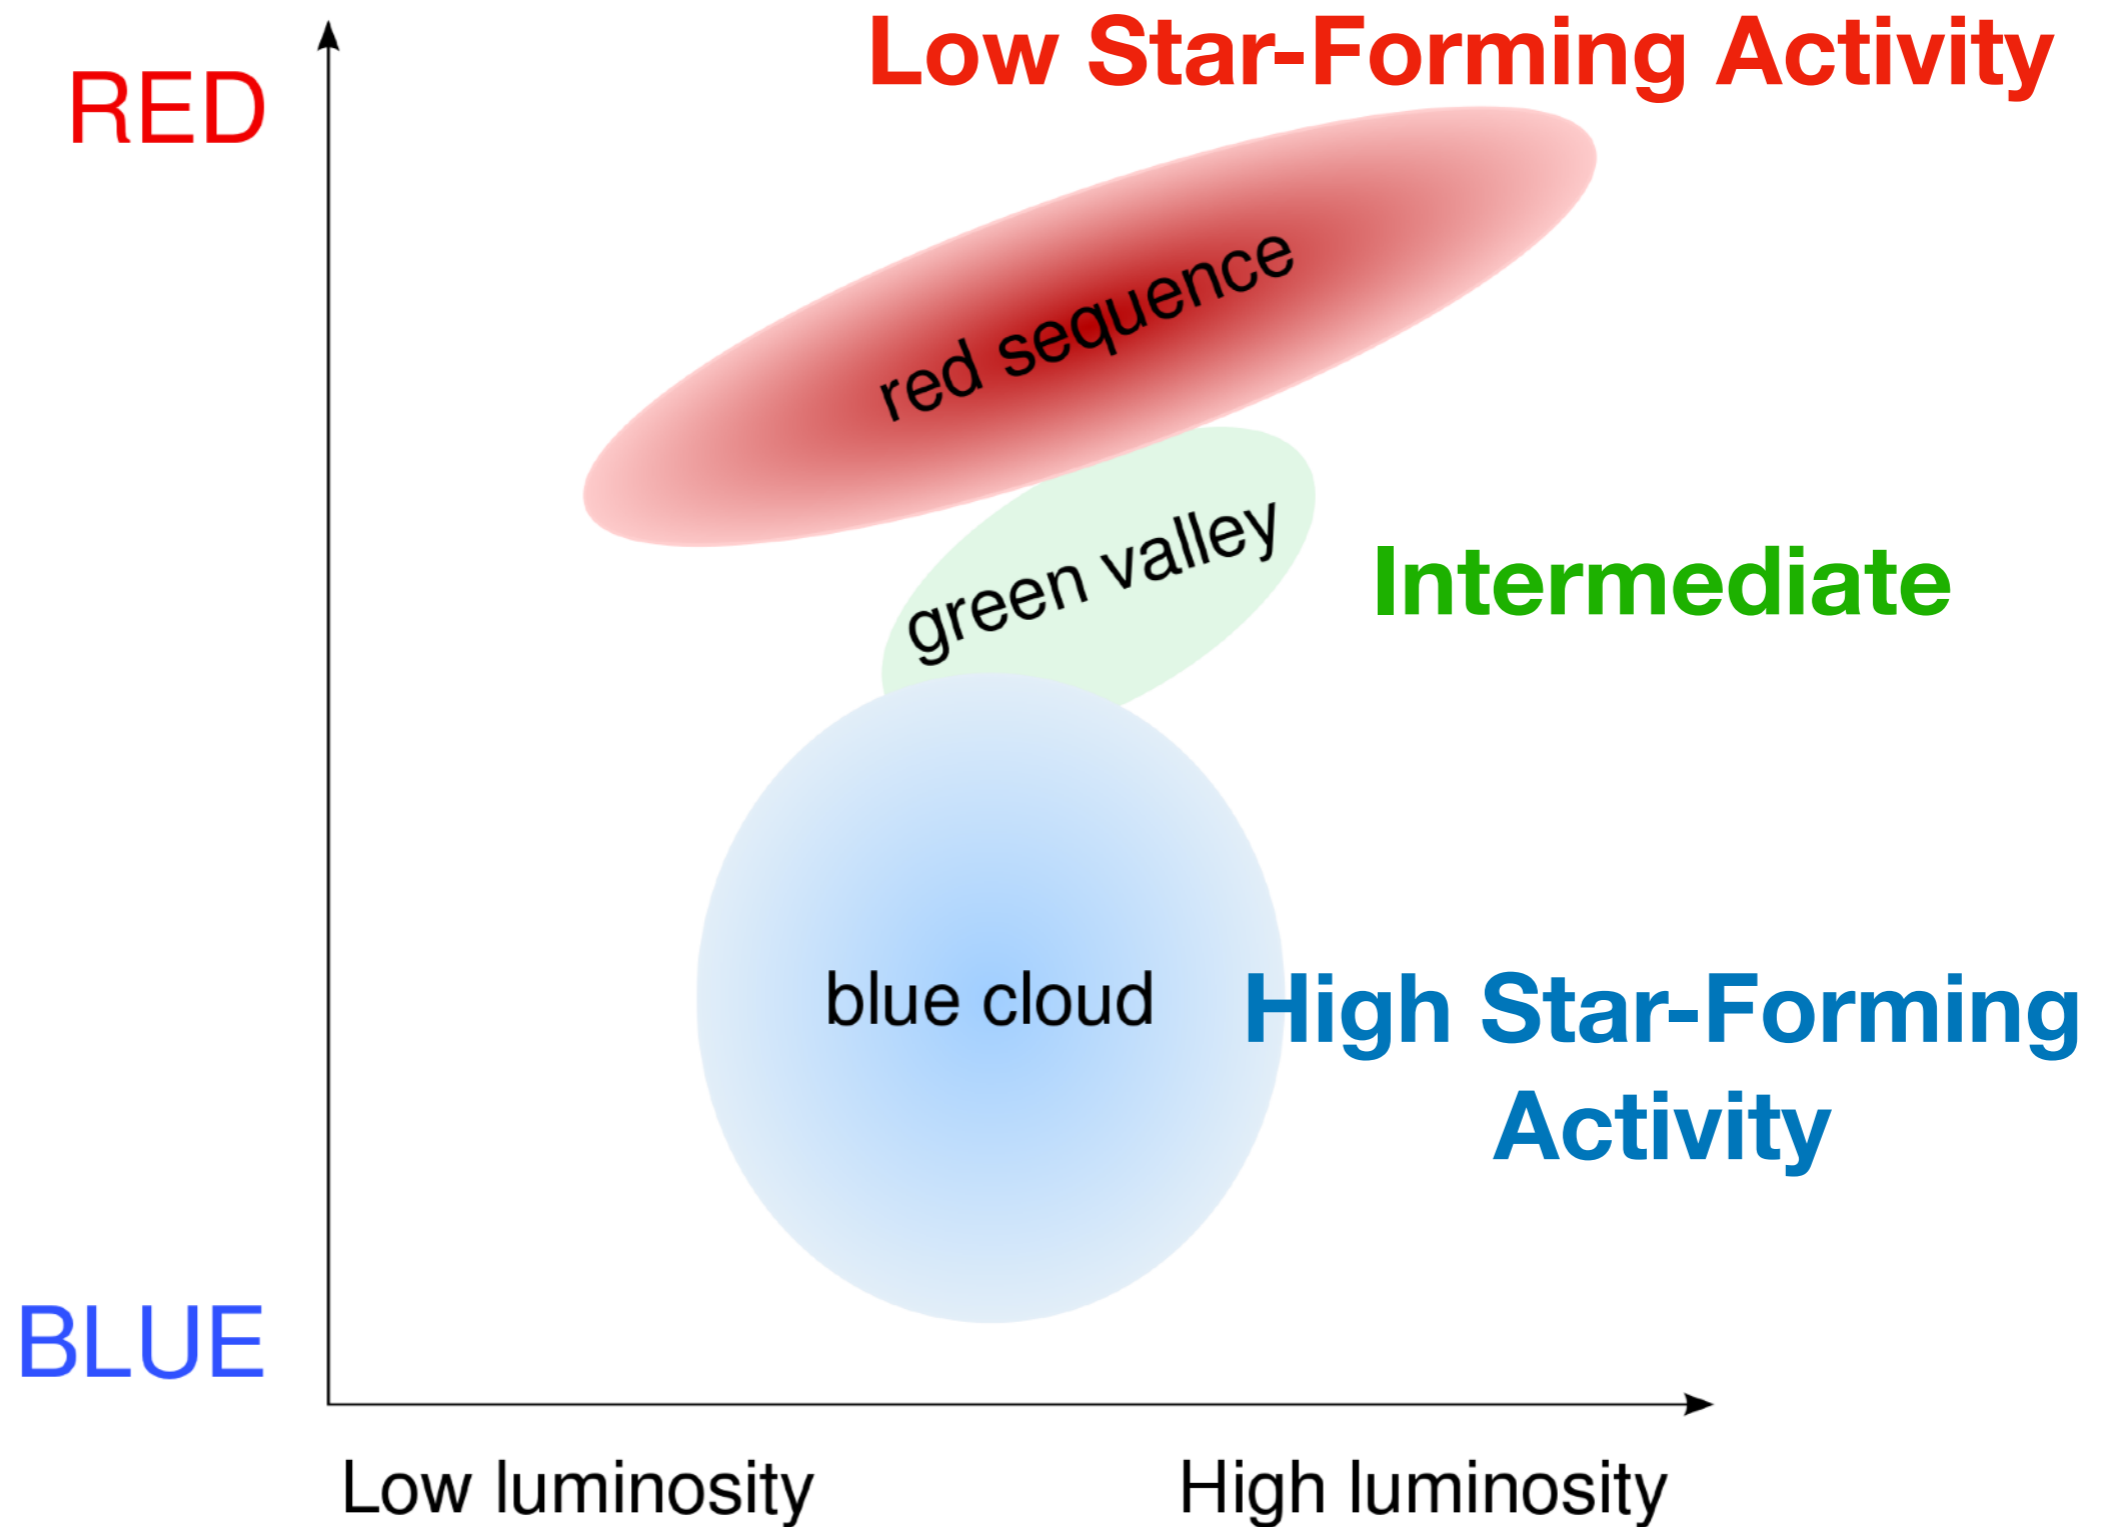 Low Star-Forming Activity
RED
red sequence
green valley
Intermediate
blue cloud
High Star-Forming
Activity
BLUE
Low luminosity
High luminosity